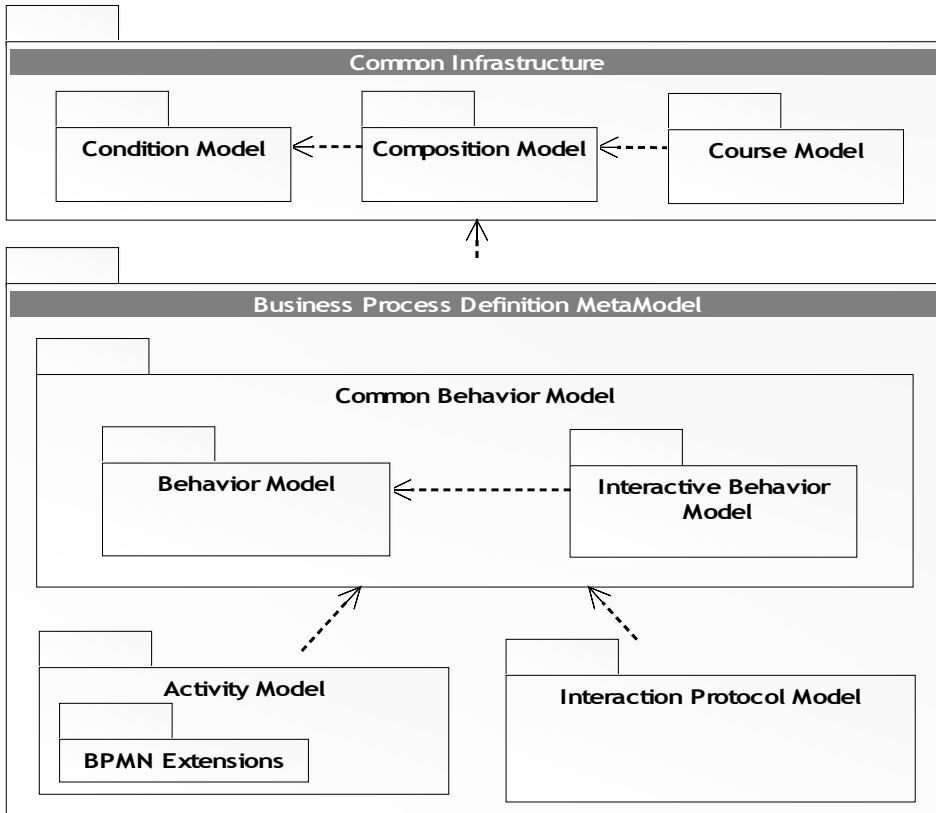 Common Infrastructure
Condition Model
Composition Model
Course Model
Business Process Definition MetaModel
Common Behavior Model
Behavior Model
Interactive Behavior
Model
Activity Model
BPMN Extensions
Interaction Protocol Model